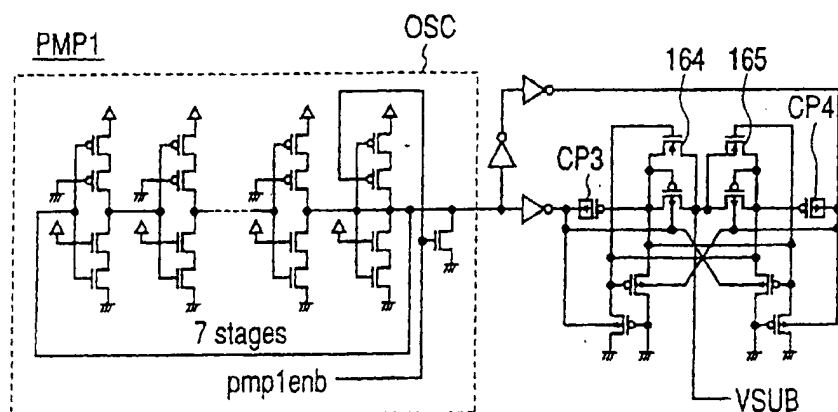 PMP1
OSC
164
165
CP4
CP3
7 stages
pmp1enb
VSUB